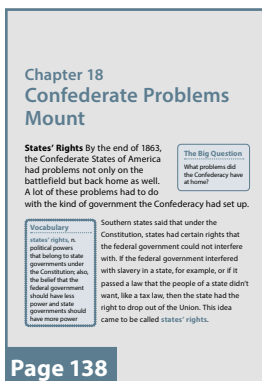 Chapter 18
Confederate Problems
Mount
States' Rights By the end of 1863,
the Confederate States of America
had problems not only on the
battlefield but back home as well.
A lot of these problems had to do
with the kind of government the Confederacy had set up.
The Big Question
What problems did
the Confederacy have
at home?
Vocabulary
states' rights, n.
political powers
that belong to state
governments under
the Constitution; also,
the belief that the
federal government
should have less
power and state
governments should
have more power
Southern states said that under the
Constitution, states had certain rights that
the federal government could not interfere
with. If the federal government interfered
with slavery in a state, for example, or if it
passed a law that the people of a state didn't
want, like a tax law, then the state had the
right to drop out of the Union. This idea
came to be called states' rights.
Page 138